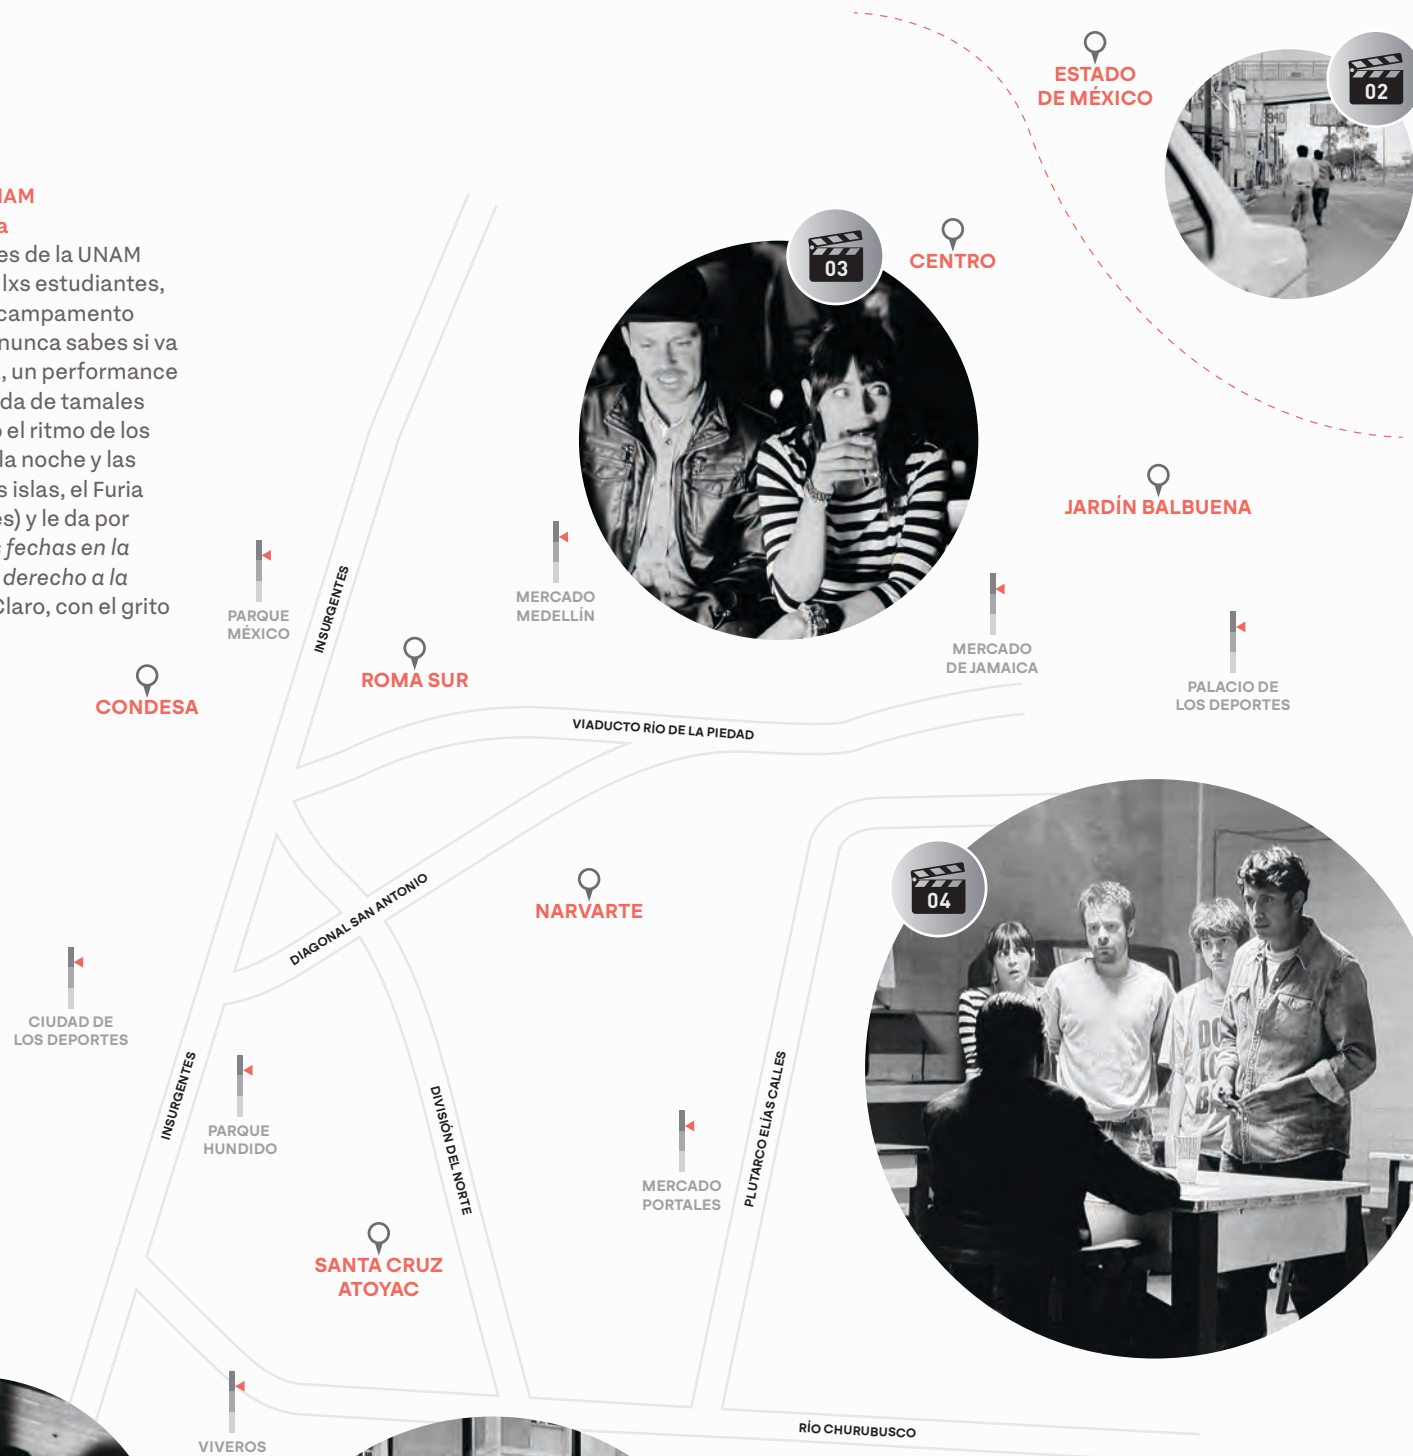 ESTADO
DE MÉXICO
02
NAM
a
es de la UNAM
lxs estudiantes,
campamento
nunca sabes si va
, un performance
da de tamales
o el ritmo de los
la noche y las
s islas, el Furia
es) y le da por
s fechas en la
derecho a la
Claro, con el grito
03
CENTRO
JARDÍN BALBUENA
PARQUE
MÉXICO
INSURGENTES
MERCADO
MEDELLÍN
MERCADO
DE JAMAICA
PALACIO DE
LOS DEPORTES
CONDESA
ROMA SUR
VIADUCTO RÍO DE LA PIEDAD
DIAGONAL SAN ANTONIO
NARVARTE
04
CIUDAD DE
LOS DEPORTES
INSURGENTES
PARQUE
HUNDIDO
DIVISIÓN DEL NORTE
MERCADO
PORTALES
PLUTARCO ELÍAS CALLES
SANTA CRUZ
ATOYAC
VIVEROS
RÍO CHURUBUSCO